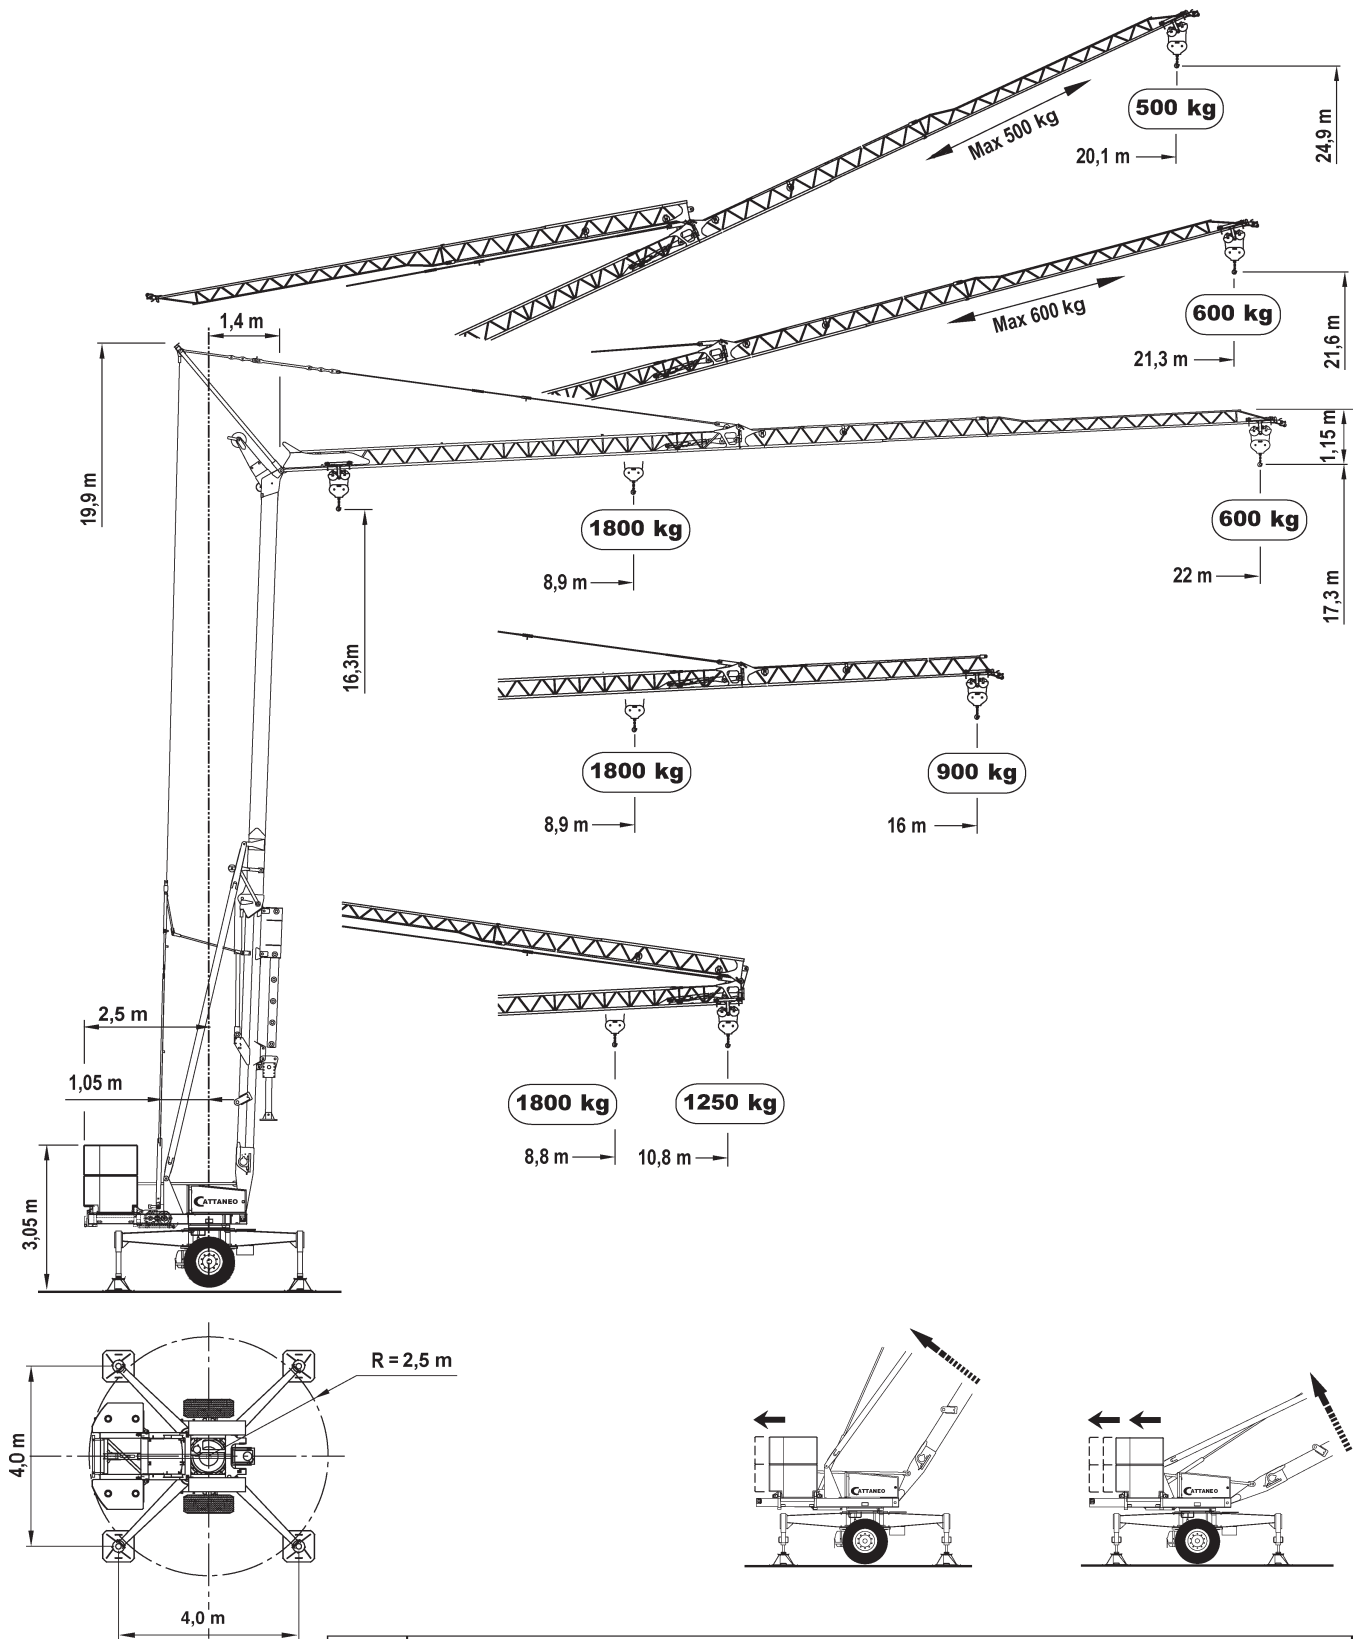 500 kg
Max 500 kg
20,1 m
24,9 m
1,4 m
600 kg
Max 600 kg
21,3 m
21,6 m
19,9 m
1,15 m
1800 kg
600 kg
8,9 m
22 m
17,3 m
16,3m
1800 kg
900 kg
8,9 m
16 m
2,5 m
1,05 m
1800 kg
1250 kg
8,8 m
10,8 m
3,05 m
CATTANEO
R = 2,5 m
4,0 m
CATTANEO
CATTANEO
4,0 m